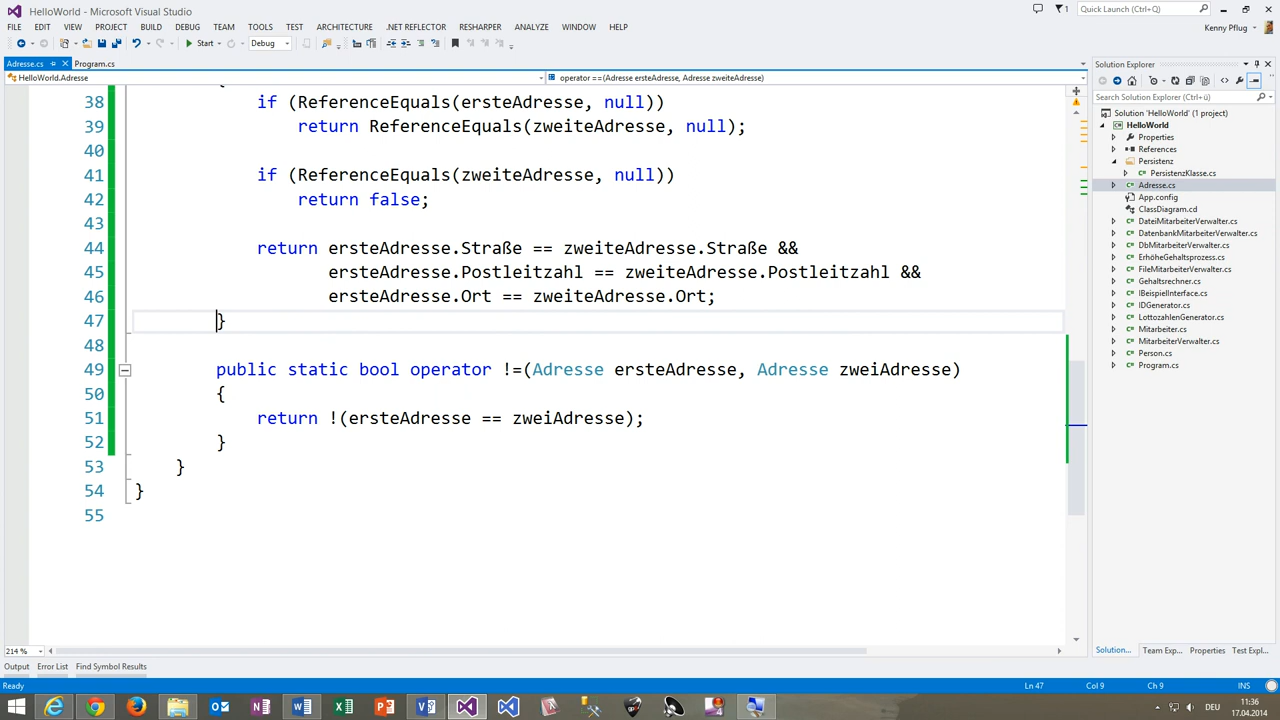 HelloWorld - Microsoft Visual Studio
1
Quick Launch (Ctrl+Q)
FILE EDIT VIEW PROJECT BUILD DEBUG TEAM TOOLS TEST ARCHITECTURE .NET REFLECTOR RESHARPER ANALYZE WINDOW HELP
Kenny Pflug
Start Debug
Adresse.cs Program.cs
HelloWorld.Adresse operator ==(Adresse ersteAdresse, Adresse zweiteAdresse)
38 if (ReferenceEquals(ersteAdresse, null))
39 return ReferenceEquals(zweiteAdresse, null);
40
41 if (ReferenceEquals(zweiteAdresse, null))
42 return false;
43
44 return ersteAdresse.Straße == zweiteAdresse.Straße &&
45 ersteAdresse.Postleitzahl == zweiteAdresse.Postleitzahl &&
46 ersteAdresse.Ort == zweiteAdresse.Ort;
47 }
48
49 public static bool operator !=(Adresse ersteAdresse, Adresse zweiAdresse)
50 {
51 return !(ersteAdresse == zweiAdresse);
52 }
53 }
54 }
55
214 %
Solution Explorer
Search Solution Explorer (Ctrl+ü)
Solution 'HelloWorld' (1 project)
HelloWorld
Properties
References
Persistenz
PersistenzKlasse.cs
Adresse.cs
App.config
ClassDiagram.cd
DateiMitarbeiterVerwalter.cs
DatenbankMitarbeiterVerwalter.cs
DbMitarbeiterVerwalter.cs
ErhöheGehaltsprozess.cs
FileMitarbeiterVerwalter.cs
Gehaltsrechner.cs
IBeispielInterface.cs
IDGenerator.cs
LottozahlenGenerator.cs
Mitarbeiter.cs
MitarbeiterVerwalter.cs
Person.cs
Program.cs
Solution... Team Exp... Properties Test Expl...
Output Error List Find Symbol Results
Ready Ln 47 Col 9 Ch 9 INS
DEU
11:36
17.04.2014